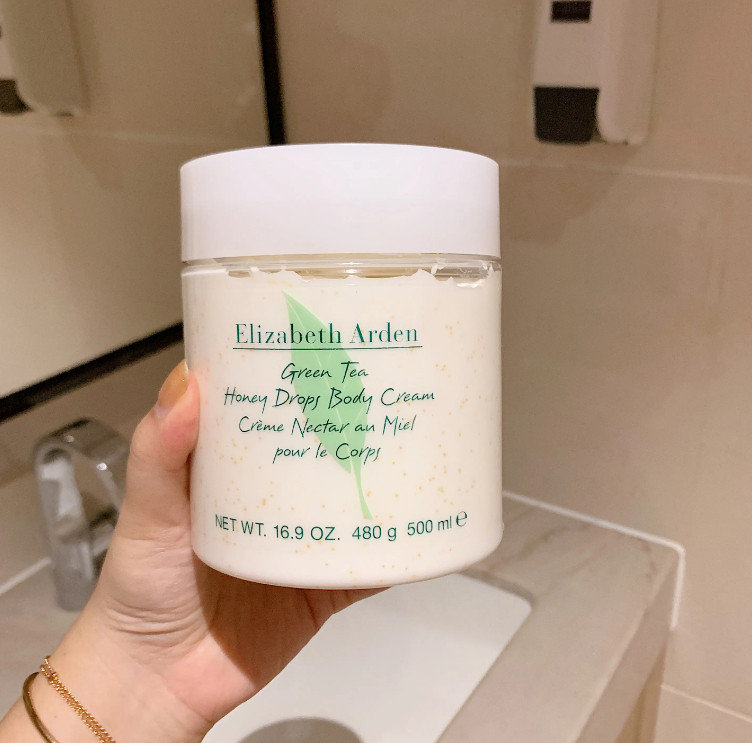 Elizabeth Arden
Green Tea
Honey Drops Body Cream
Crème Nectar au Miel
pour le Corps
NET WT. 16.9 OZ. 480 g 500 ml ℮